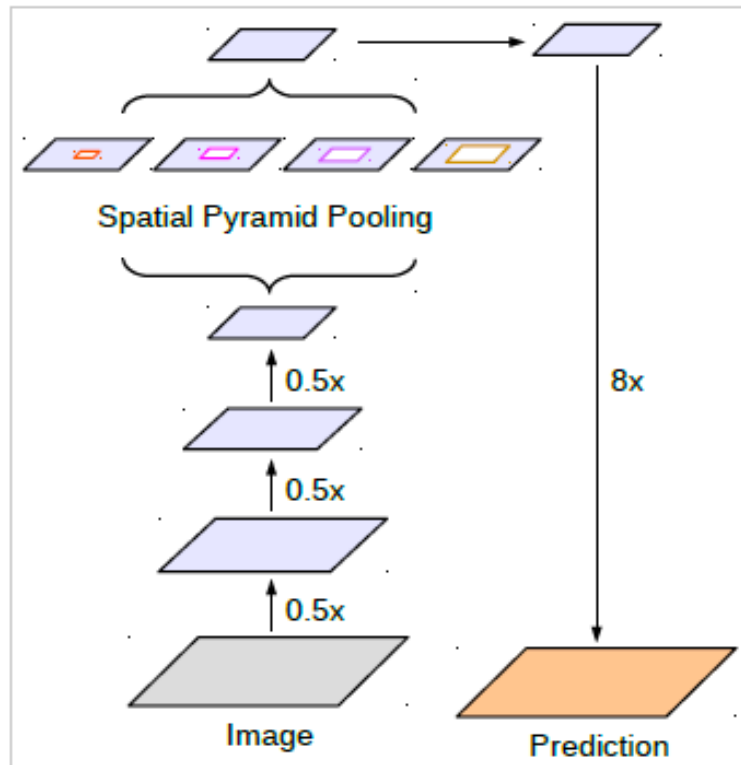 Spatial Pyramid Pooling
0.5x
8x
0.5x
0.5x
Image
Prediction